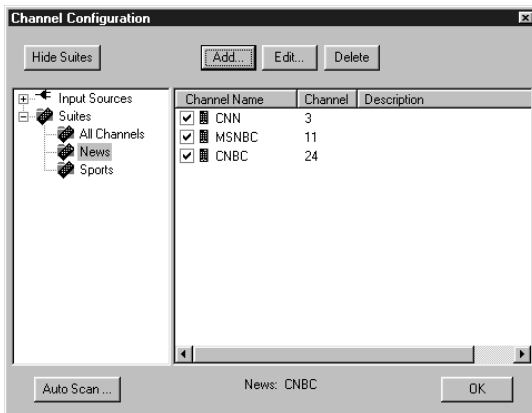 Channel Configuration
Hide Suites
Add...
Edit...
Delete
Input Sources
Suites
All Channels
News
Sports
Channel Name Channel Description
CNN 3
MSNBC 11
CNBC 24
Auto Scan ...
News: CNBC
OK